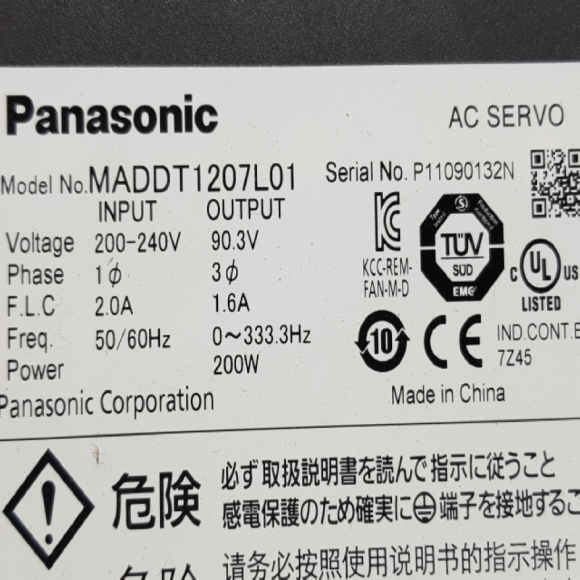 Panasonic AC SERVO
Model No. MADDT1207L01 Serial No. P11090132N
INPUT OUTPUT
Voltage 200-240V 90.3V
Phase 1ϕ 3ϕ
F.L.C 2.0A 1.6A
Freq. 50/60Hz 0～333.3Hz
Power 200W
KCC-REM-
FAN-M-D
TÜV
SÜD
EMC
C UL US
LISTED
IND.CONT.E
7Z45
10 CE
Panasonic Corporation Made in China
危険 必ず取扱説明書を読んで指示に従うこと
感電保護のため確実に⏚端子を接地するこ
请务必按照使用说明书的指示操作